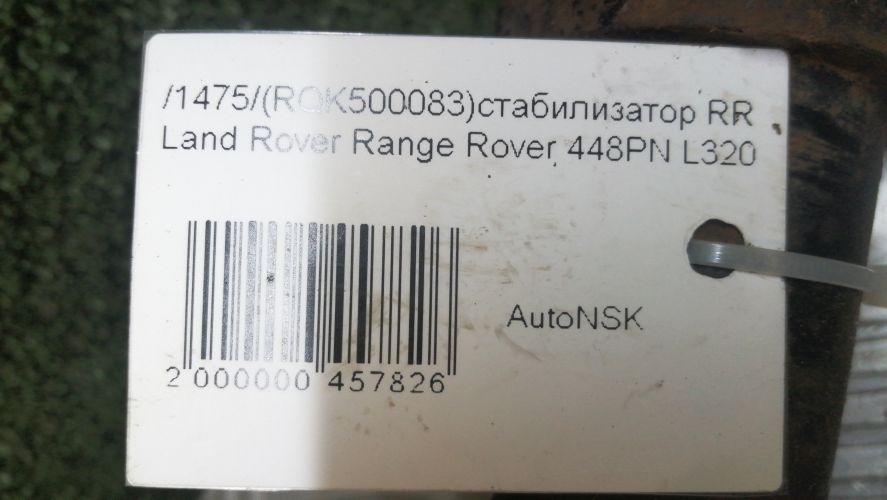 /1475/(RQK500083)стабилизатор RR
Land Rover Range Rover 448PN L320
AutoNSK
2 000000 457826